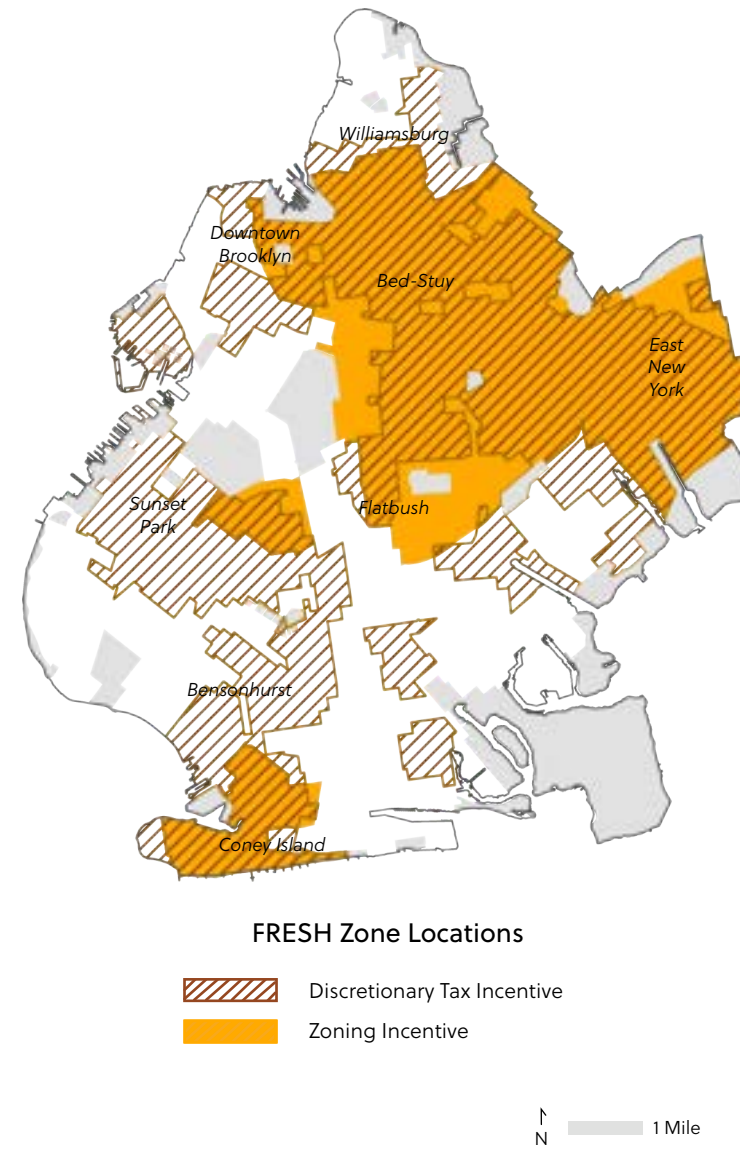 Williamsburg
Downtown
Brooklyn
Bed-Stuy
East
New
York
Sunset
Park
Flatbush
Bensonhurst
Coney Island
FRESH Zone Locations
Discretionary Tax Incentive
Zoning Incentive
N
1 Mile